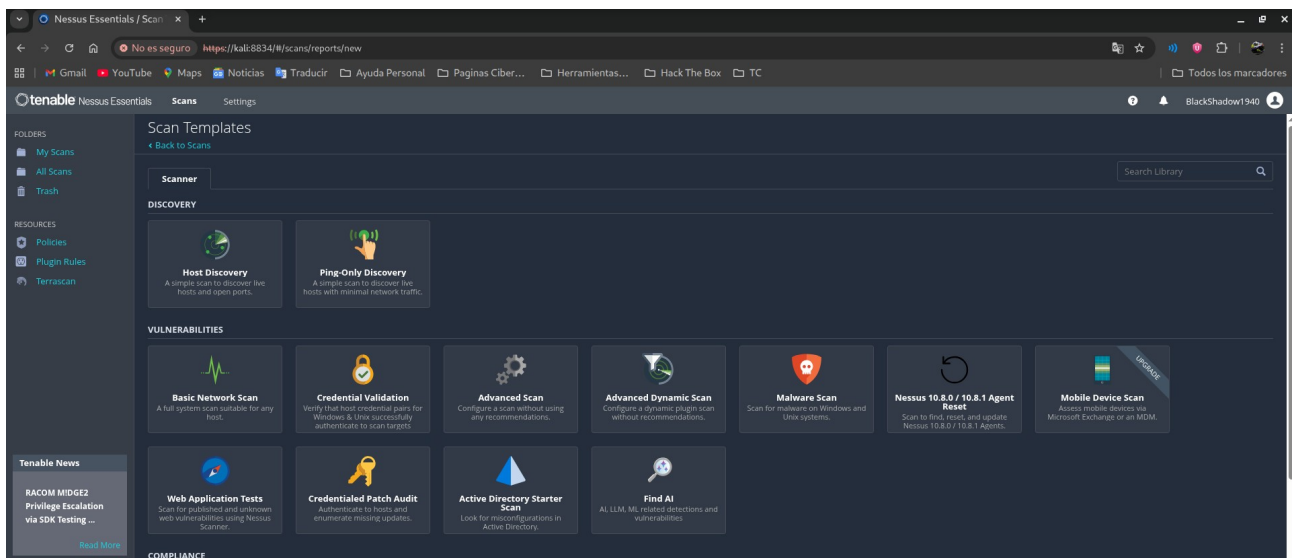 Nessus Essentials / Scan
No es seguro https://kali:8834/#/scans/reports/new
Gmail YouTube Maps Noticias Traducir Ayuda Personal Paginas Ciber... Herramientas... Hack The Box TC Todos los marcadores
tenable Nessus Essentials Scans Settings BlackShadow1940
FOLDERS
My Scans
All Scans
Trash
RESOURCES
Policies
Plugin Rules
Terrascan
Tenable News
RACOM M!DGE2
Privilege Escalation
via SDK Testing ...
Read More
Scan Templates
Back to Scans
Scanner
Search Library
DISCOVERY
Host Discovery
A simple scan to discover live
hosts and open ports.
Ping-Only Discovery
A simple scan to discover live
hosts with minimal network traffic.
VULNERABILITIES
Basic Network Scan
A full system scan suitable for any
host.
Credential Validation
Verify that host credential pairs for
Windows & Unix successfully
authenticate to scan targets
Advanced Scan
Configure a scan without using
any recommendations.
Advanced Dynamic Scan
Configure a dynamic plugin scan
without recommendations.
Malware Scan
Scan for malware on Windows and
Unix systems.
Nessus 10.8.0 / 10.8.1 Agent
Reset
Scan to find, reset, and update
Nessus 10.8.0 / 10.8.1 Agents.
UPGRADE
Mobile Device Scan
Assess mobile devices via
Microsoft Exchange or an MDM.
Web Application Tests
Scan for published and unknown
web vulnerabilities using Nessus
Scanner.
Credentialed Patch Audit
Authenticate to hosts and
enumerate missing updates.
Active Directory Starter
Scan
Look for misconfigurations in
Active Directory.
Find AI
AI, LLM, ML related detections and
vulnerabilities
COMPLIANCE